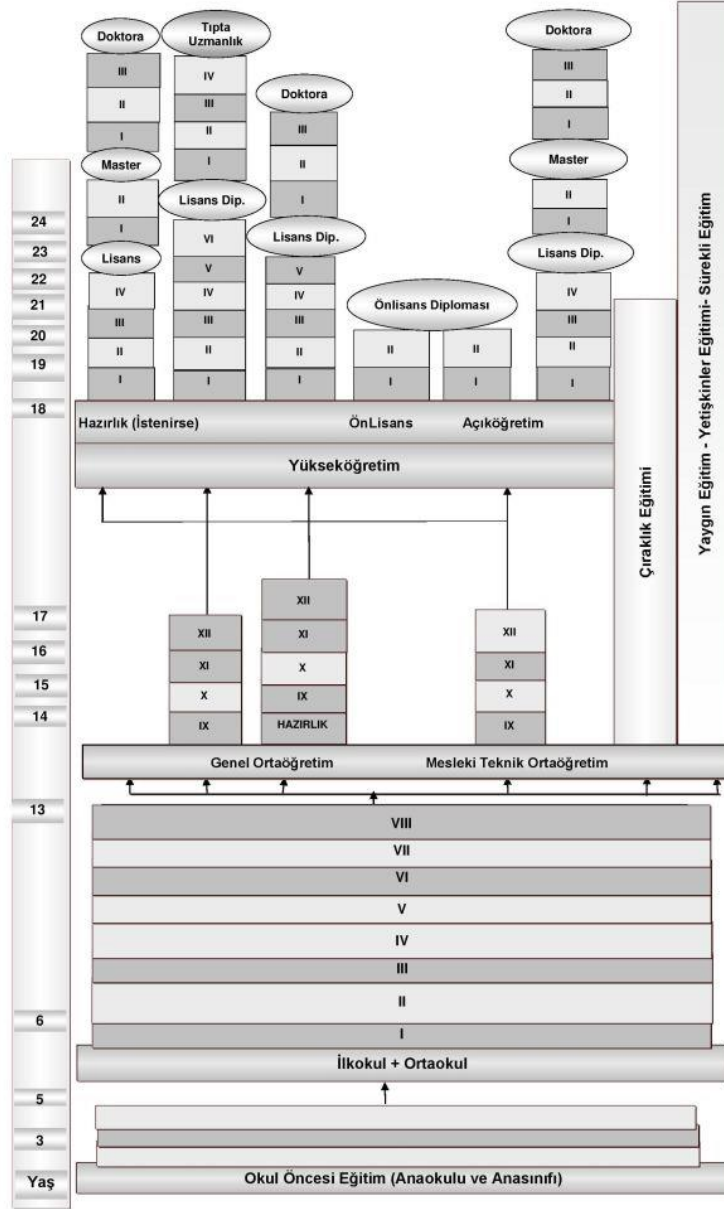 Doktora
III
II
I
Master
II
I
Lisans
IV
III
II
I
Tıpta
Uzmanlık
IV
III
II
I
Lisans Dip.
VI
V
IV
III
II
I
Doktora
III
II
I
Lisans Dip.
V
IV
III
II
I
Önlisans Diploması
II
I
II
I
Doktora
III
II
I
Master
II
I
Lisans Dip.
IV
III
II
I
24
23
22
21
20
19
18
Hazırlık (İstenirse)
ÖnLisans
Açıköğretim
Yükseköğretim
Çıraklık Eğitimi
Yaygın Eğitim - Yetişkinler Eğitimi- Sürekli Eğitim
17
16
15
14
XII
XI
X
IX
XII
XI
X
IX
HAZIRLIK
XII
XI
X
IX
Genel Ortaöğretim
Mesleki Teknik Ortaöğretim
13
VIII
VII
VI
V
IV
III
II
6
I
İlkokul + Ortaokul
5
3
Yaş
Okul Öncesi Eğitim (Anaokulu ve Anasınıfı)